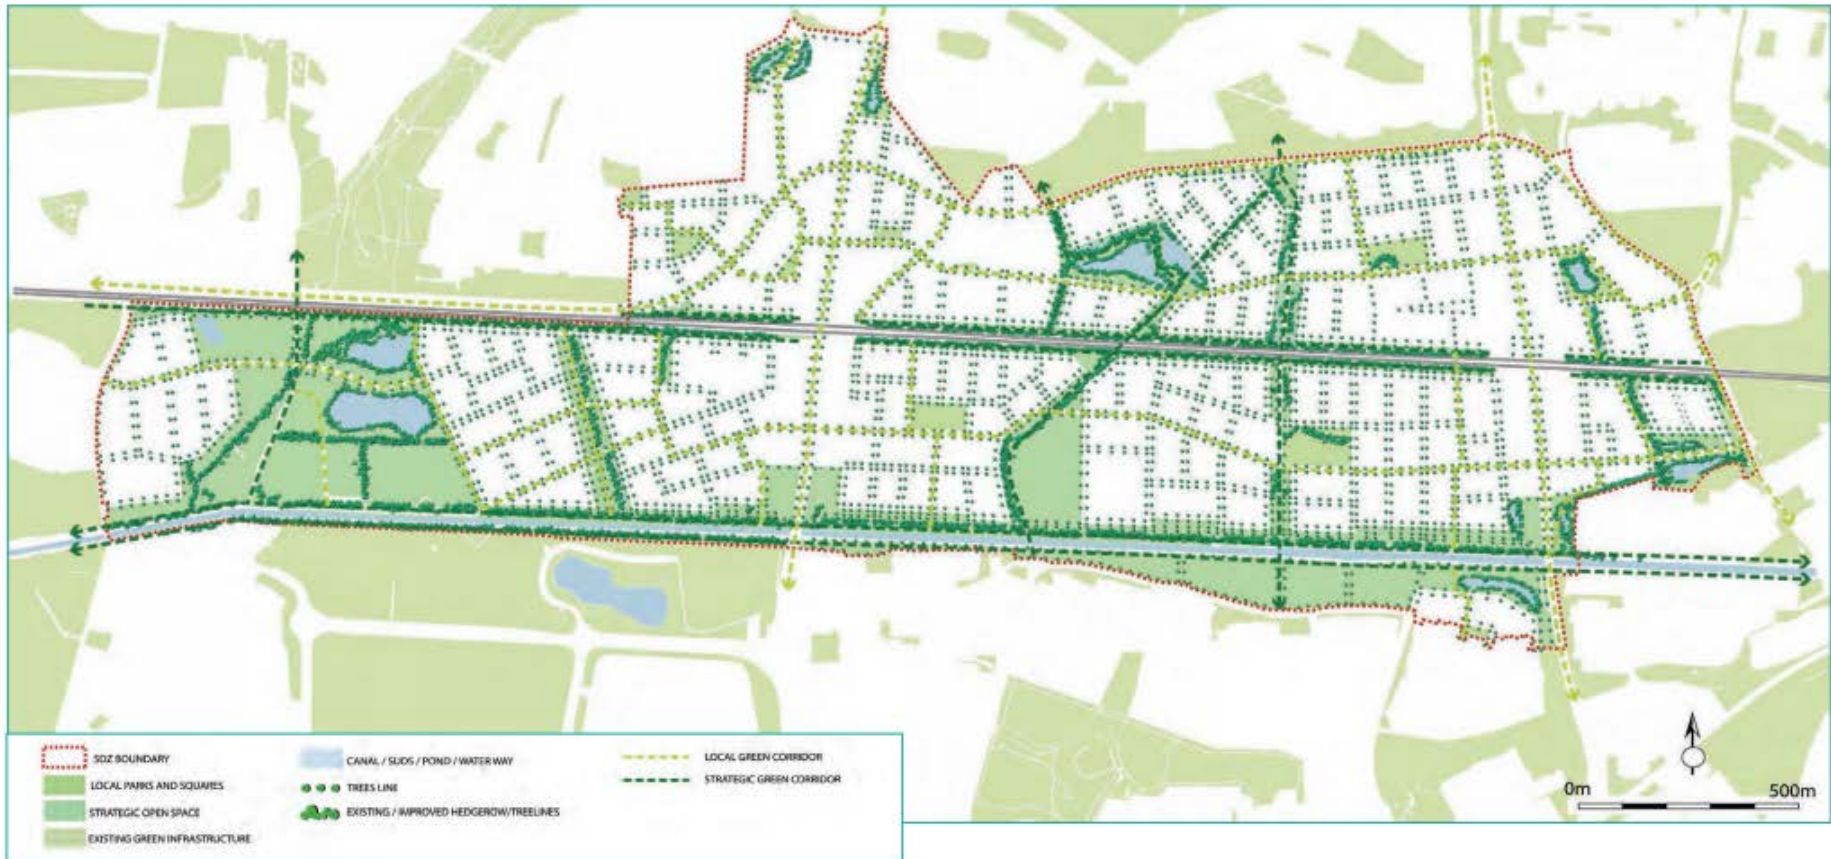 0m 500m
SDZ BOUNDARY
LOCAL PARKS AND SQUARES
STRATEGIC OPEN SPACE
EXISTING GREEN INFRASTRUCTURE
CANAL / SUDS / POND / WATER WAY
TREES LINE
EXISTING / IMPROVED HEDGEROW/TREELINES
LOCAL GREEN CORRIDOR
STRATEGIC GREEN CORRIDOR